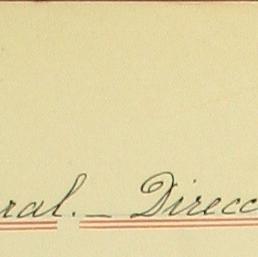 ral. - Direcc